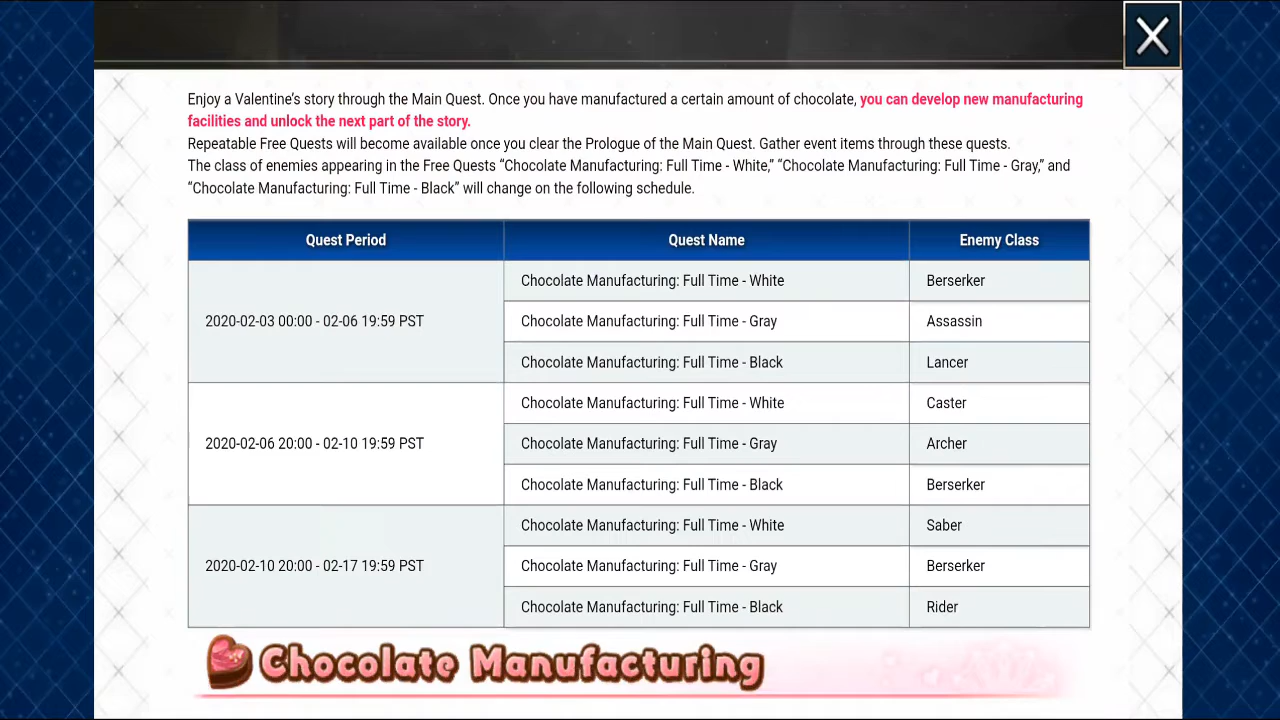 Enjoy a Valentine's story through the Main Quest. Once you have manufactured a certain amount of chocolate, you can develop new manufacturing
facilities and unlock the next part of the story.
Repeatable Free Quests will become available once you clear the Prologue of the Main Quest. Gather event items through these quests.
The class of enemies appearing in the Free Quests “Chocolate Manufacturing: Full Time - White,” “Chocolate Manufacturing: Full Time - Gray,” and
“Chocolate Manufacturing: Full Time - Black” will change on the following schedule.
Quest Period Quest Name Enemy Class
Chocolate Manufacturing: Full Time - White Berserker
2020-02-03 00:00 - 02-06 19:59 PST Chocolate Manufacturing: Full Time - Gray Assassin
Chocolate Manufacturing: Full Time - Black Lancer
Chocolate Manufacturing: Full Time - White Caster
2020-02-06 20:00 - 02-10 19:59 PST Chocolate Manufacturing: Full Time - Gray Archer
Chocolate Manufacturing: Full Time - Black Berserker
Chocolate Manufacturing: Full Time - White Saber
2020-02-10 20:00 - 02-17 19:59 PST Chocolate Manufacturing: Full Time - Gray Berserker
Chocolate Manufacturing: Full Time - Black Rider
Chocolate Manufacturing